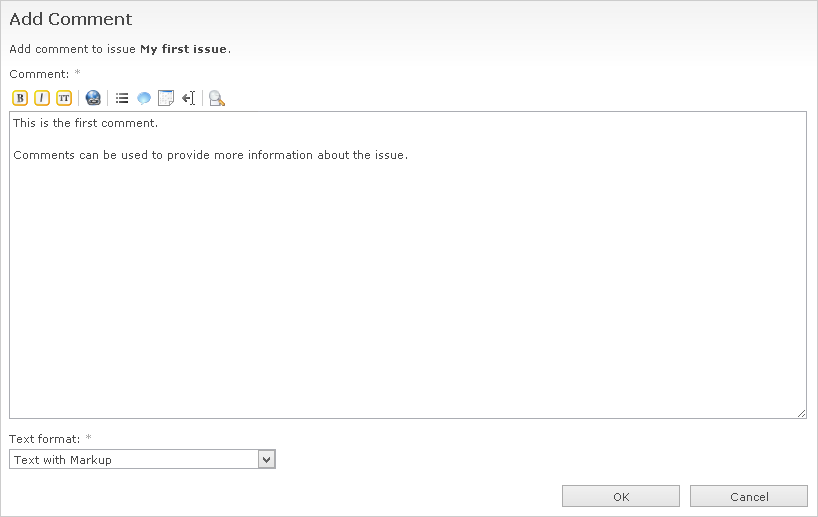 Add Comment
Add comment to issue My first issue.
Comment: *
B I TT
This is the first comment.
Comments can be used to provide more information about the issue.
Text format: *
Text with Markup
OK Cancel